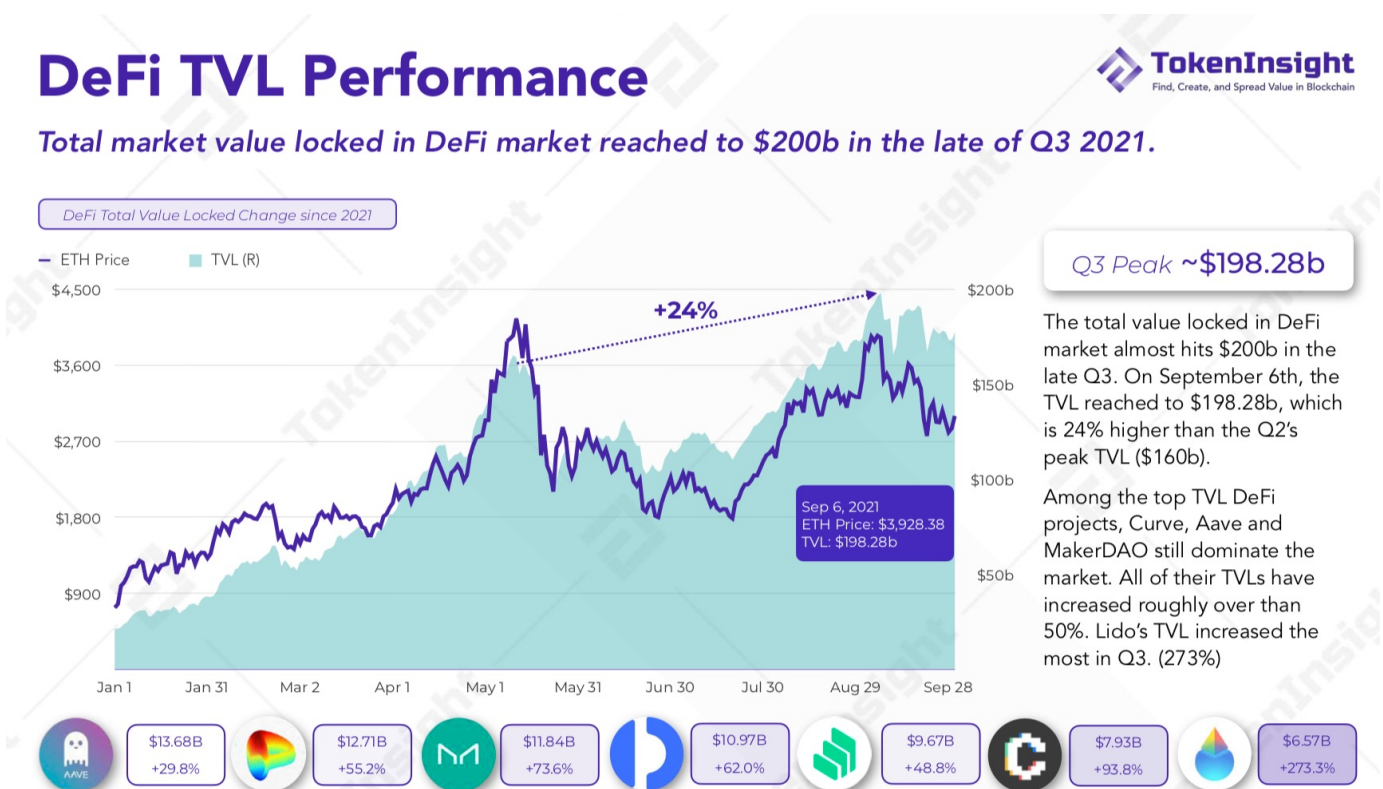 DeFi TVL Performance
TokenInsight
Find, Create, and Spread Value in Blockchain
Total market value locked in DeFi market reached to $200b in the late of Q3 2021.
DeFi Total Value Locked Change since 2021
ETH Price
TVL (R)
$4,500
$3,600
$2,700
$1,800
$900
+24%
$200b
$150b
$100b
$50b
Sep 6, 2021
ETH Price: $3,928.38
TVL: $198.28b
Jan 1
Jan 31
Mar 2
Apr 1
May 1
May 31
Jun 30
Jul 30
Aug 29
Sep 28
Q3 Peak ~$198.28b
The total value locked in DeFi
market almost hits $200b in the
late Q3. On September 6th, the
TVL reached to $198.28b, which
is 24% higher than the Q2's
peak TVL ($160b).
Among the top TVL DeFi
projects, Curve, Aave and
MakerDAO still dominate the
market. All of their TVLs have
increased roughly over than
50%. Lido's TVL increased the
most in Q3. (273%)
AAVE
$13.68B
+29.8%
$12.71B
+55.2%
$11.84B
+73.6%
$10.97B
+62.0%
$9.67B
+48.8%
$7.93B
+93.8%
$6.57B
+273.3%
TokenInsight
TokenInsight